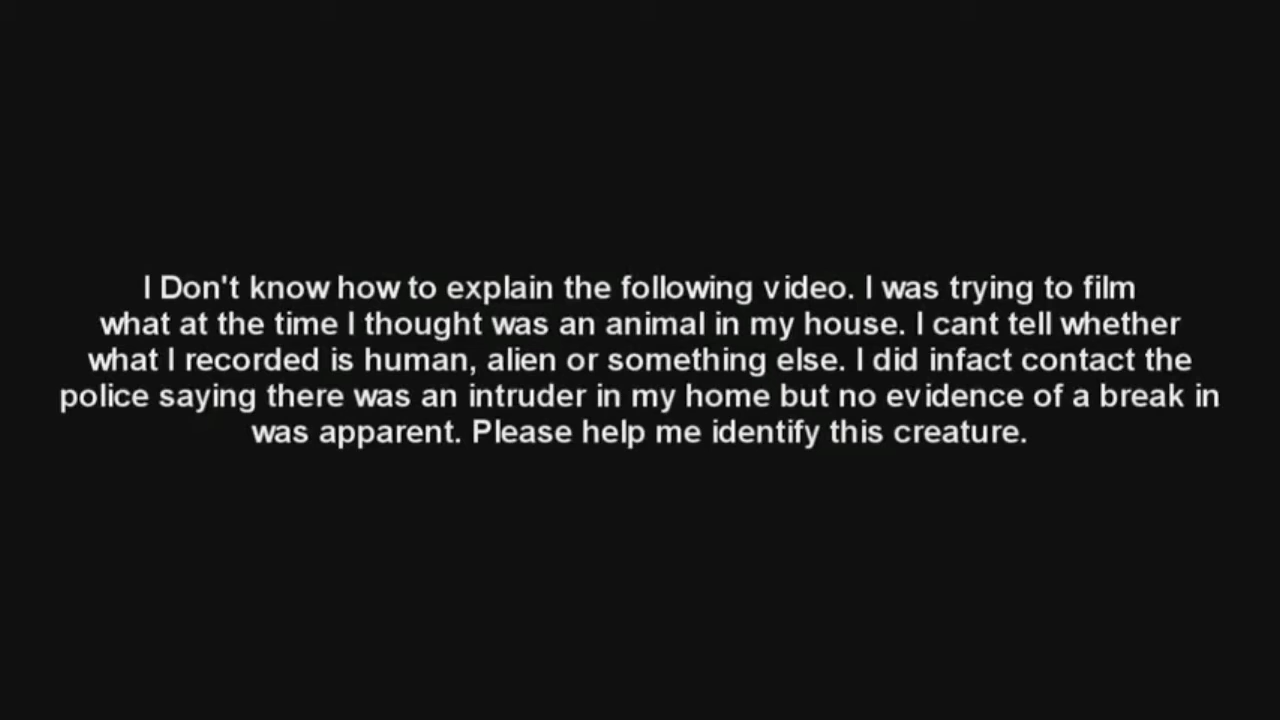 I Don't know how to explain the following video. I was trying to film
what at the time I thought was an animal in my house. I cant tell whether
what I recorded is human, alien or something else. I did infact contact the
police saying there was an intruder in my home but no evidence of a break in
was apparent. Please help me identify this creature.